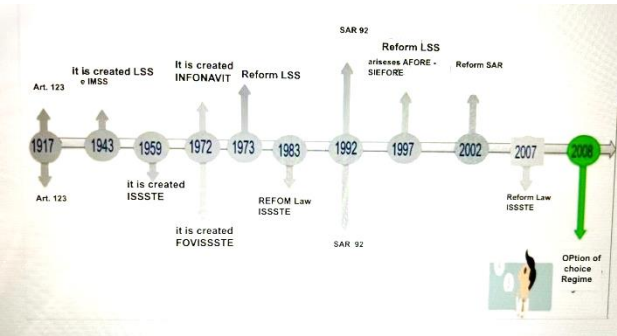 SAR 92
Reform LSS
it is created LSS
e IMSS
It is created
INFONAVIT
Reform LSS
ariseses AFORE -
SIEFORE
Reform SAR
Art. 123
1917
1943
1959
1972
1973
1983
1992
1997
2002
2007
2008
Art. 123
it is created
ISSSTE
REFOM Law
ISSSTE
Reform Law
ISSSTE
it is created
FOVISSSTE
SAR 92
OPtion of
choice
Regime